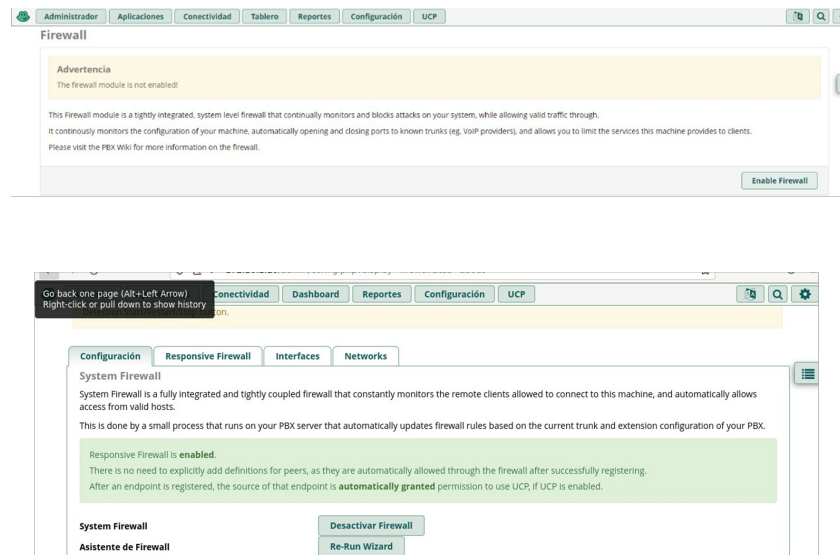 Administrador Aplicaciones Conectividad Tablero Reportes Configuración UCP
Firewall
Advertencia
The firewall module is not enabled!
This Firewall module is a tightly integrated, system level firewall that continually monitors and blocks attacks on your system, while allowing valid traffic through.
It continously monitors the configuration of your machine, automatically opening and closing ports to known trunks (eg, VoIP providers), and allows you to limit the services this machine provides to clients.
Please visit the PBX Wiki for more information on the firewall.
Enable Firewall
Go back one page (Alt+Left Arrow)
Right-click or pull down to show history
Conectividad Dashboard Reportes Configuración UCP
button.
Configuración Responsive Firewall Interfaces Networks
System Firewall
System Firewall is a fully integrated and tightly coupled firewall that constantly monitors the remote clients allowed to connect to this machine, and automatically allows
access from valid hosts.
This is done by a small process that runs on your PBX server that automatically updates firewall rules based on the current trunk and extension configuration of your PBX.
Responsive Firewall is enabled.
There is no need to explicitly add definitions for peers, as they are automatically allowed through the firewall after successfully registering.
After an endpoint is registered, the source of that endpoint is automatically granted permission to use UCP, if UCP is enabled.
System Firewall Desactivar Firewall
Asistente de Firewall Re-Run Wizard